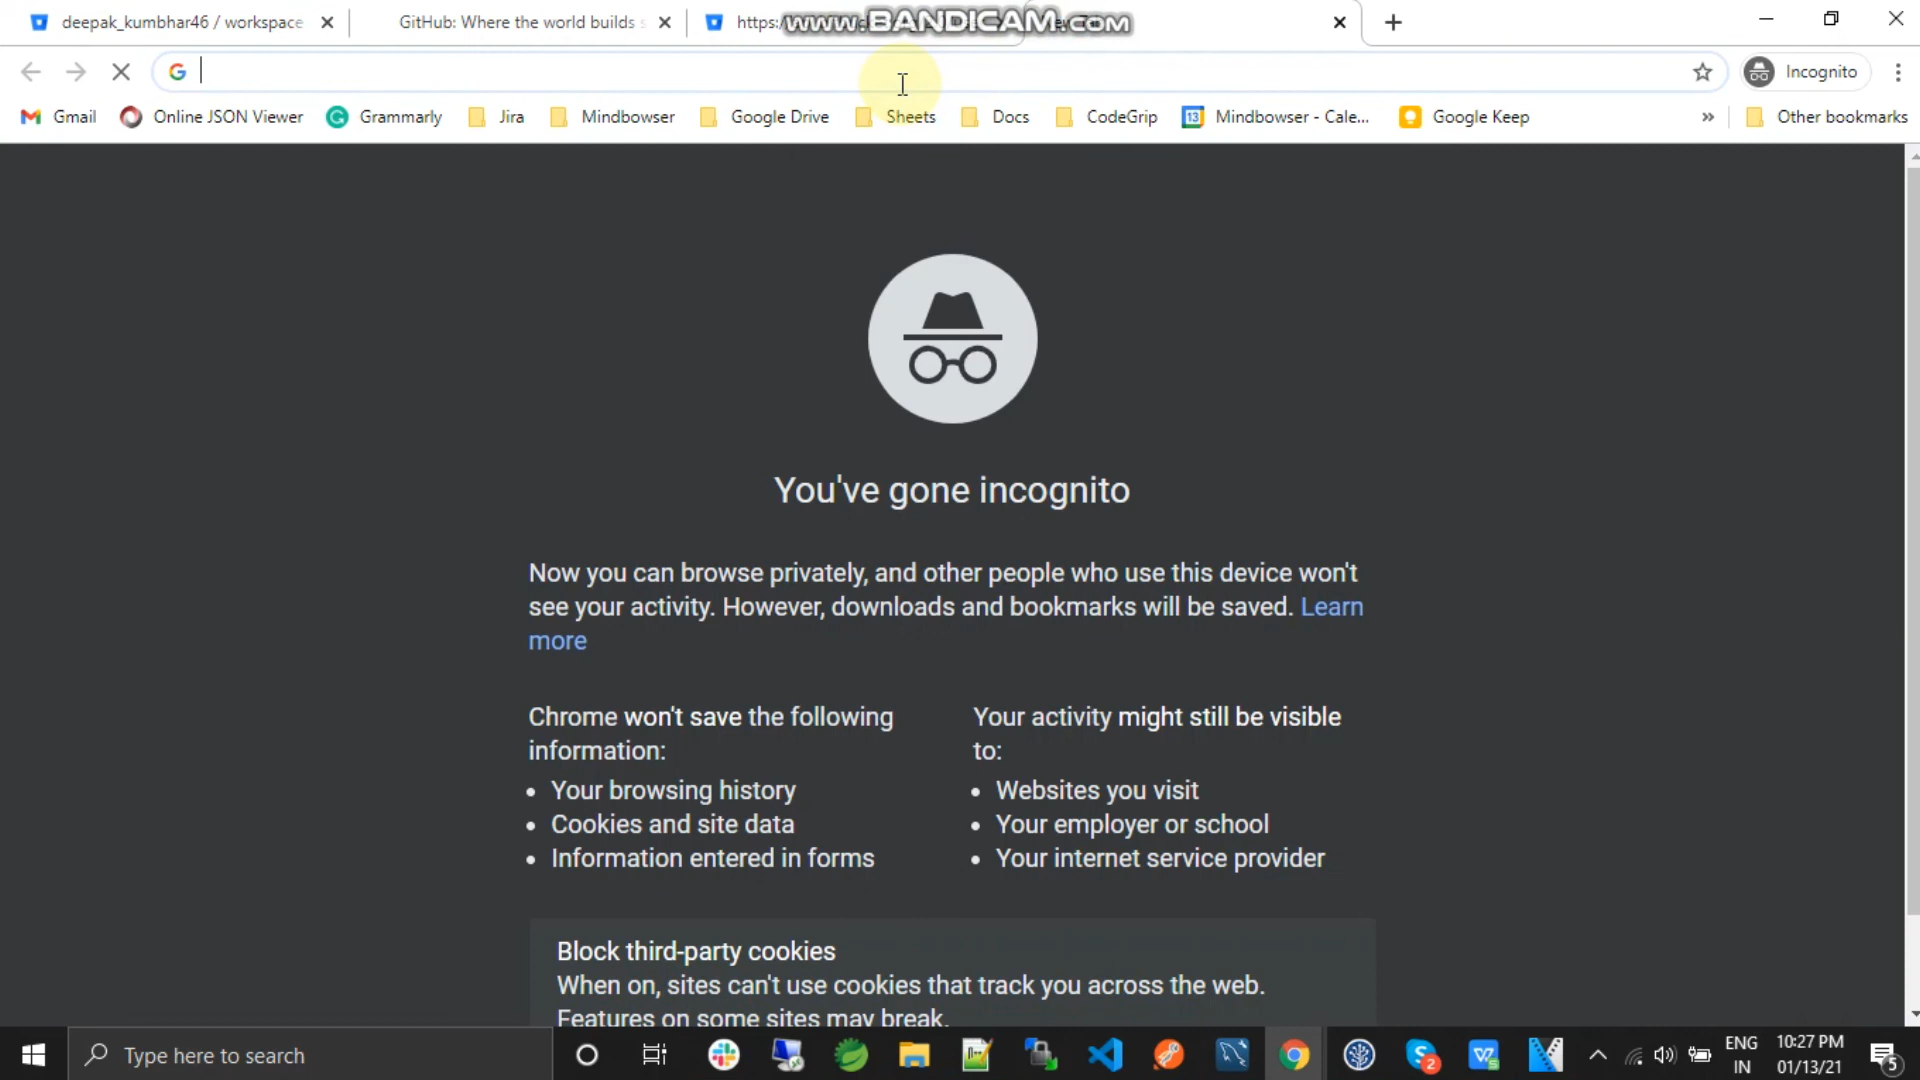 deepak_kumbhar46 / workspace
GitHub: Where the world builds s
https:/
www.BANDICAM.com
Incognito
Gmail
Online JSON Viewer
Grammarly
Jira
Mindbowser
Google Drive
Sheets
Docs
CodeGrip
13
Mindbowser - Cale...
Google Keep
»
Other bookmarks
You've gone incognito
Now you can browse privately, and other people who use this device won't
see your activity. However, downloads and bookmarks will be saved. Learn
more
Chrome won't save the following
information:
• Your browsing history
• Cookies and site data
• Information entered in forms
Your activity might still be visible
to:
• Websites you visit
• Your employer or school
• Your internet service provider
Block third-party cookies
When on, sites can't use cookies that track you across the web.
Features on some sites may break.
Type here to search
2
ENG
IN
10:27 PM
01/13/21
5